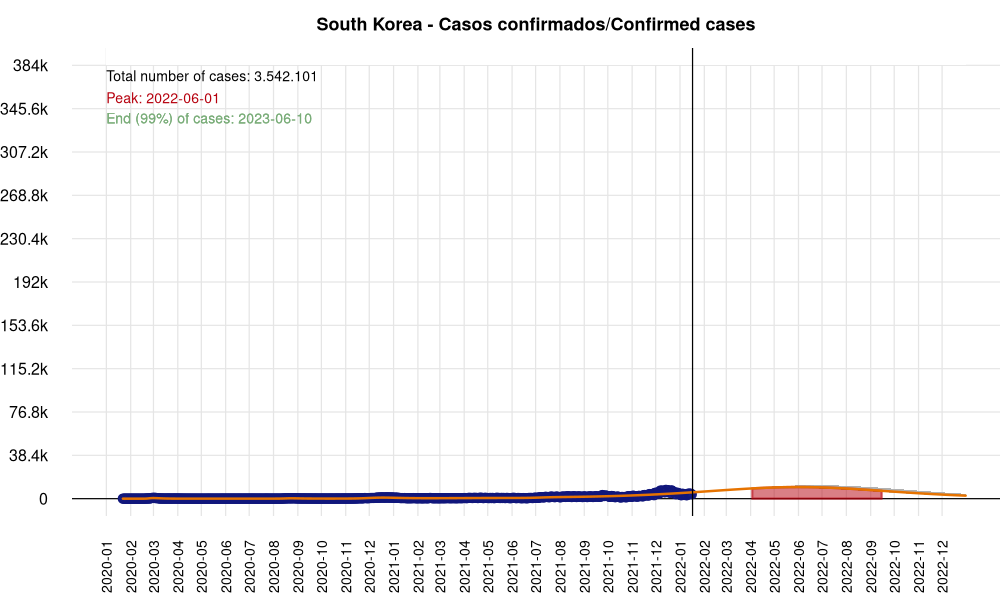 South Korea - Casos confirmados/Confirmed cases
Total number of cases: 3.542.101
Peak: 2022-06-01
End (99%) of cases: 2023-06-10
384k
345.6k
307.2k
268.8k
230.4k
192k
153.6k
115.2k
76.8k
38.4k
0
2020-01
2020-02
2020-03
2020-04
2020-05
2020-06
2020-07
2020-08
2020-09
2020-10
2020-11
2020-12
2021-01
2021-02
2021-03
2021-04
2021-05
2021-06
2021-07
2021-08
2021-09
2021-10
2021-11
2021-12
2022-01
2022-02
2022-03
2022-04
2022-05
2022-06
2022-07
2022-08
2022-09
2022-10
2022-11
2022-12